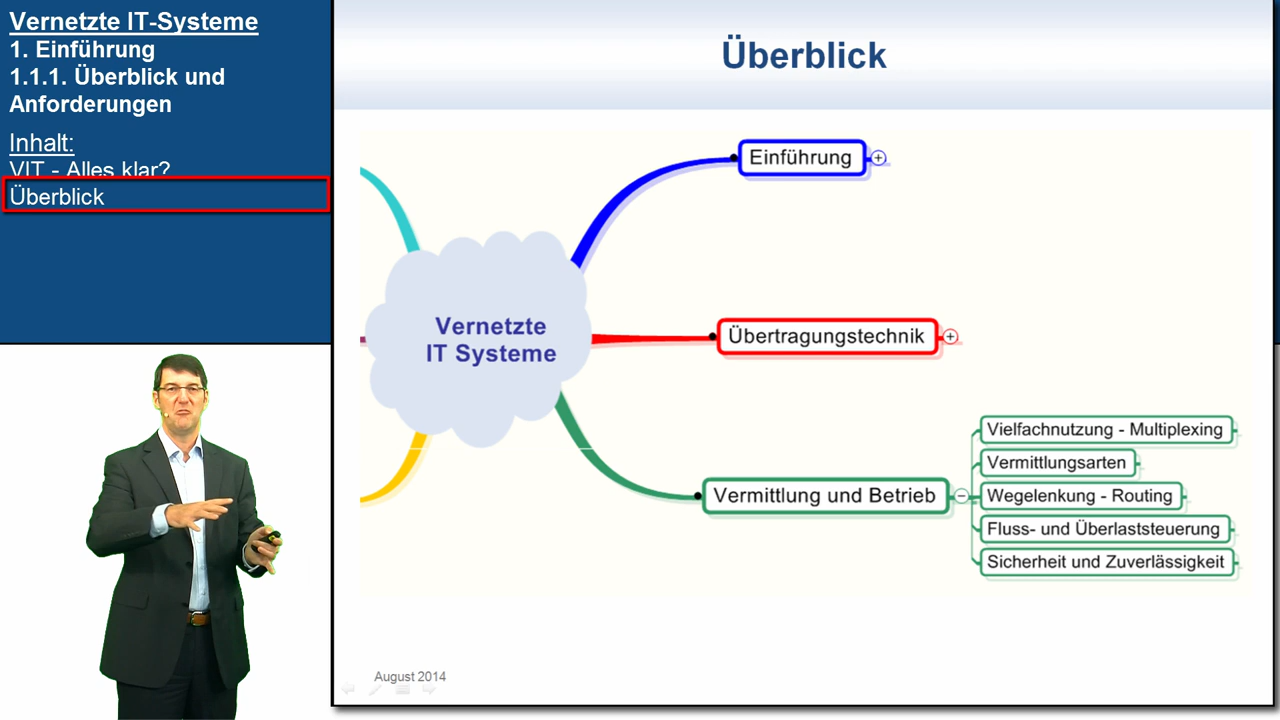 Vernetzte IT-Systeme
1. Einführung
1.1.1. Überblick und
Anforderungen
Inhalt:
VIT - Alles klar?
Überblick
Überblick
Einführung
Vernetzte
IT Systeme
Übertragungstechnik
Vermittlung und Betrieb
Vielfachnutzung - Multiplexing
Vermittlungsarten
Wegelenkung - Routing
Fluss- und Überlaststeuerung
Sicherheit und Zuverlässigkeit
August 2014